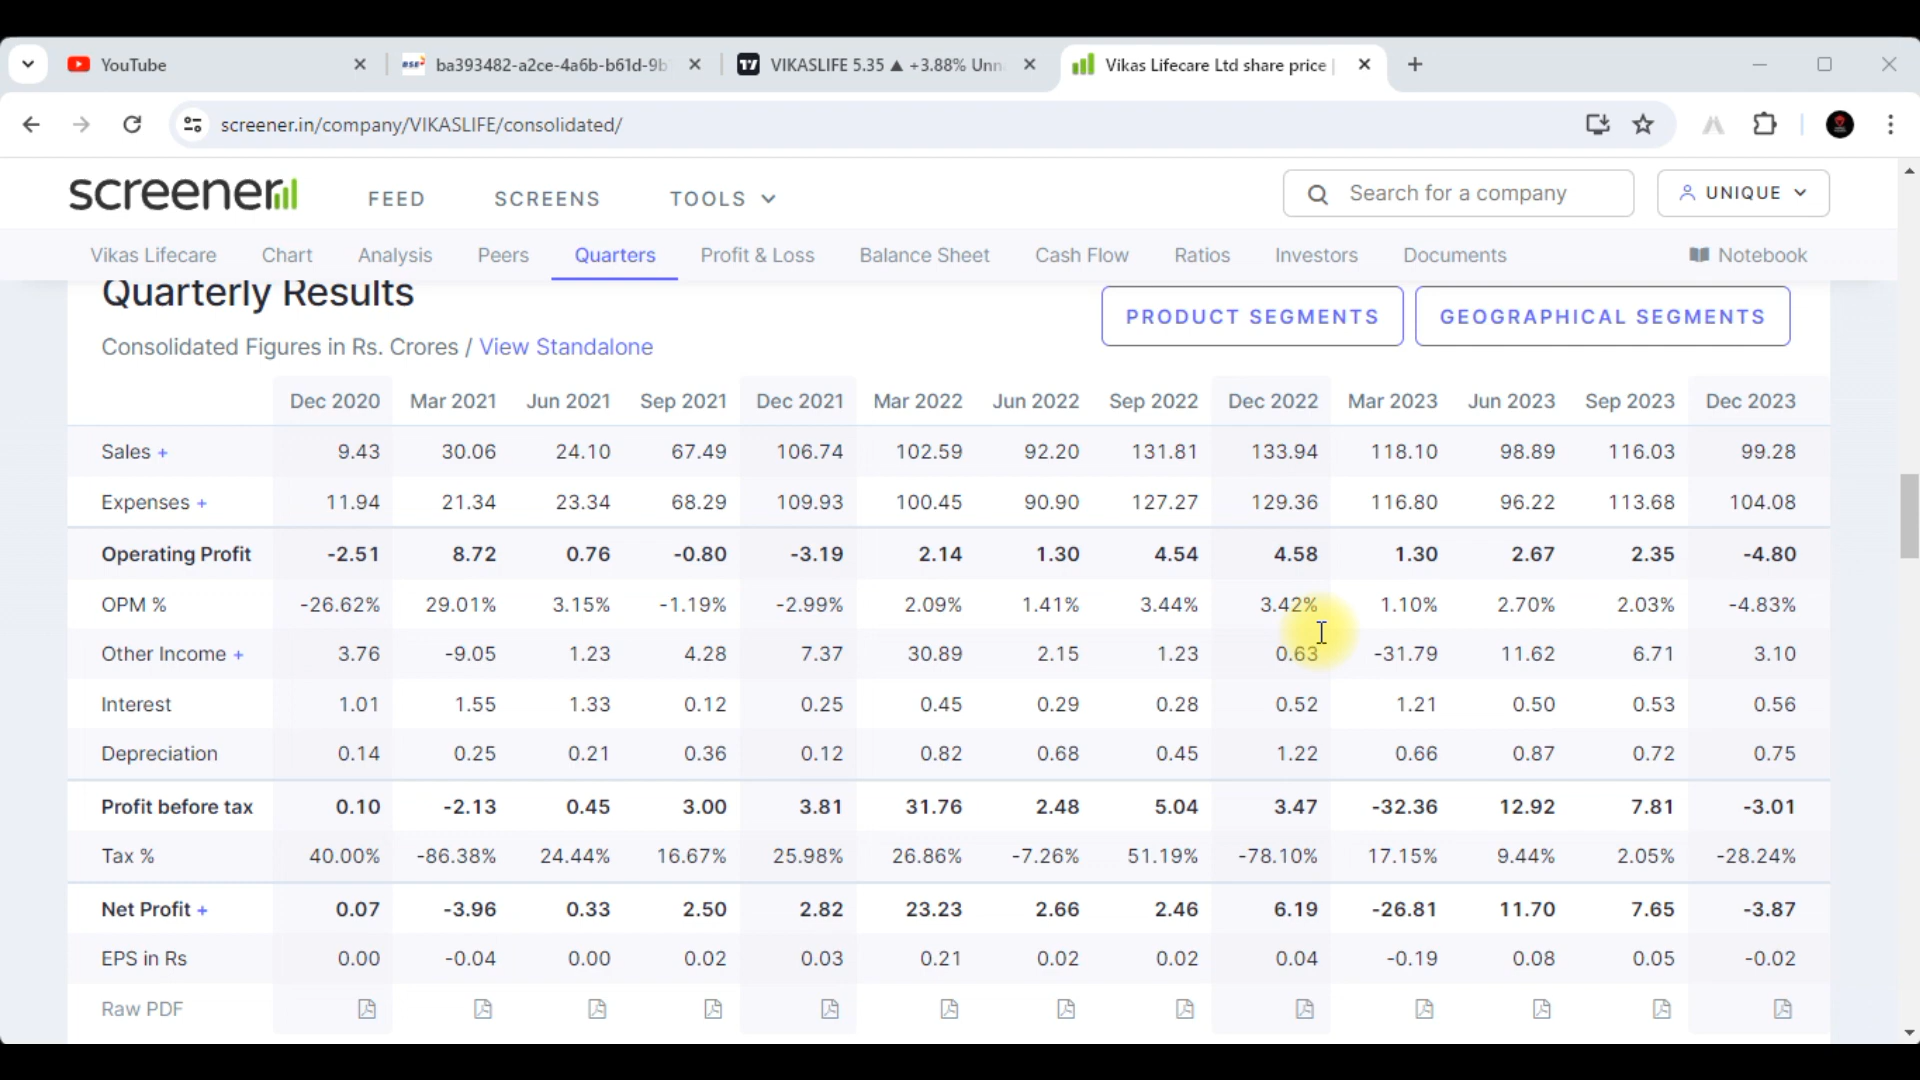 YouTube
BSE ba393482-a2ce-4a6b-b61d-9b
VIKASLIFE 5.35 ▲ +3.88% Unn
Vikas Lifecare Ltd share price |
screener.in/company/VIKASLIFE/consolidated/
screener
FEED SCREENS TOOLS
Search for a company
UNIQUE
Vikas Lifecare Chart Analysis Peers Quarters Profit & Loss Balance Sheet Cash Flow Ratios Investors Documents Notebook
Quarterly Results
PRODUCT SEGMENTS GEOGRAPHICAL SEGMENTS
Consolidated Figures in Rs. Crores / View Standalone
Dec 2020 Mar 2021 Jun 2021 Sep 2021 Dec 2021 Mar 2022 Jun 2022 Sep 2022 Dec 2022 Mar 2023 Jun 2023 Sep 2023 Dec 2023
Sales + 9.43 30.06 24.10 67.49 106.74 102.59 92.20 131.81 133.94 118.10 98.89 116.03 99.28
Expenses + 11.94 21.34 23.34 68.29 109.93 100.45 90.90 127.27 129.36 116.80 96.22 113.68 104.08
Operating Profit -2.51 8.72 0.76 -0.80 -3.19 2.14 1.30 4.54 4.58 1.30 2.67 2.35 -4.80
OPM % -26.62% 29.01% 3.15% -1.19% -2.99% 2.09% 1.41% 3.44% 3.42% 1.10% 2.70% 2.03% -4.83%
Other Income + 3.76 -9.05 1.23 4.28 7.37 30.89 2.15 1.23 0.63 -31.79 11.62 6.71 3.10
Interest 1.01 1.55 1.33 0.12 0.25 0.45 0.29 0.28 0.52 1.21 0.50 0.53 0.56
Depreciation 0.14 0.25 0.21 0.36 0.12 0.82 0.68 0.45 1.22 0.66 0.87 0.72 0.75
Profit before tax 0.10 -2.13 0.45 3.00 3.81 31.76 2.48 5.04 3.47 -32.36 12.92 7.81 -3.01
Tax % 40.00% -86.38% 24.44% 16.67% 25.98% 26.86% -7.26% 51.19% -78.10% 17.15% 9.44% 2.05% -28.24%
Net Profit + 0.07 -3.96 0.33 2.50 2.82 23.23 2.66 2.46 6.19 -26.81 11.70 7.65 -3.87
EPS in Rs 0.00 -0.04 0.00 0.02 0.03 0.21 0.02 0.02 0.04 -0.19 0.08 0.05 -0.02
Raw PDF